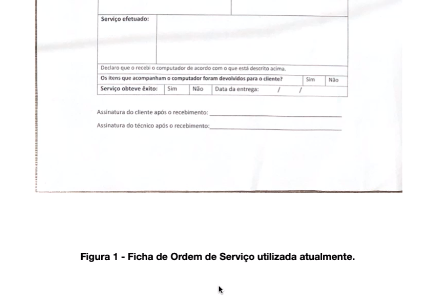 Serviço efetuado:
Declaro que o recebi o computador de acordo com o que está descrito acima.
Os itens que acompanham o computador foram devolvidos para o cliente? Sim Não
Serviço obteve êxito: Sim Não Data da entrega: / /
Assinatura do cliente após o recebimento:
Assinatura do técnico após o recebimento:
Figura 1 - Ficha de Ordem de Serviço utilizada atualmente.